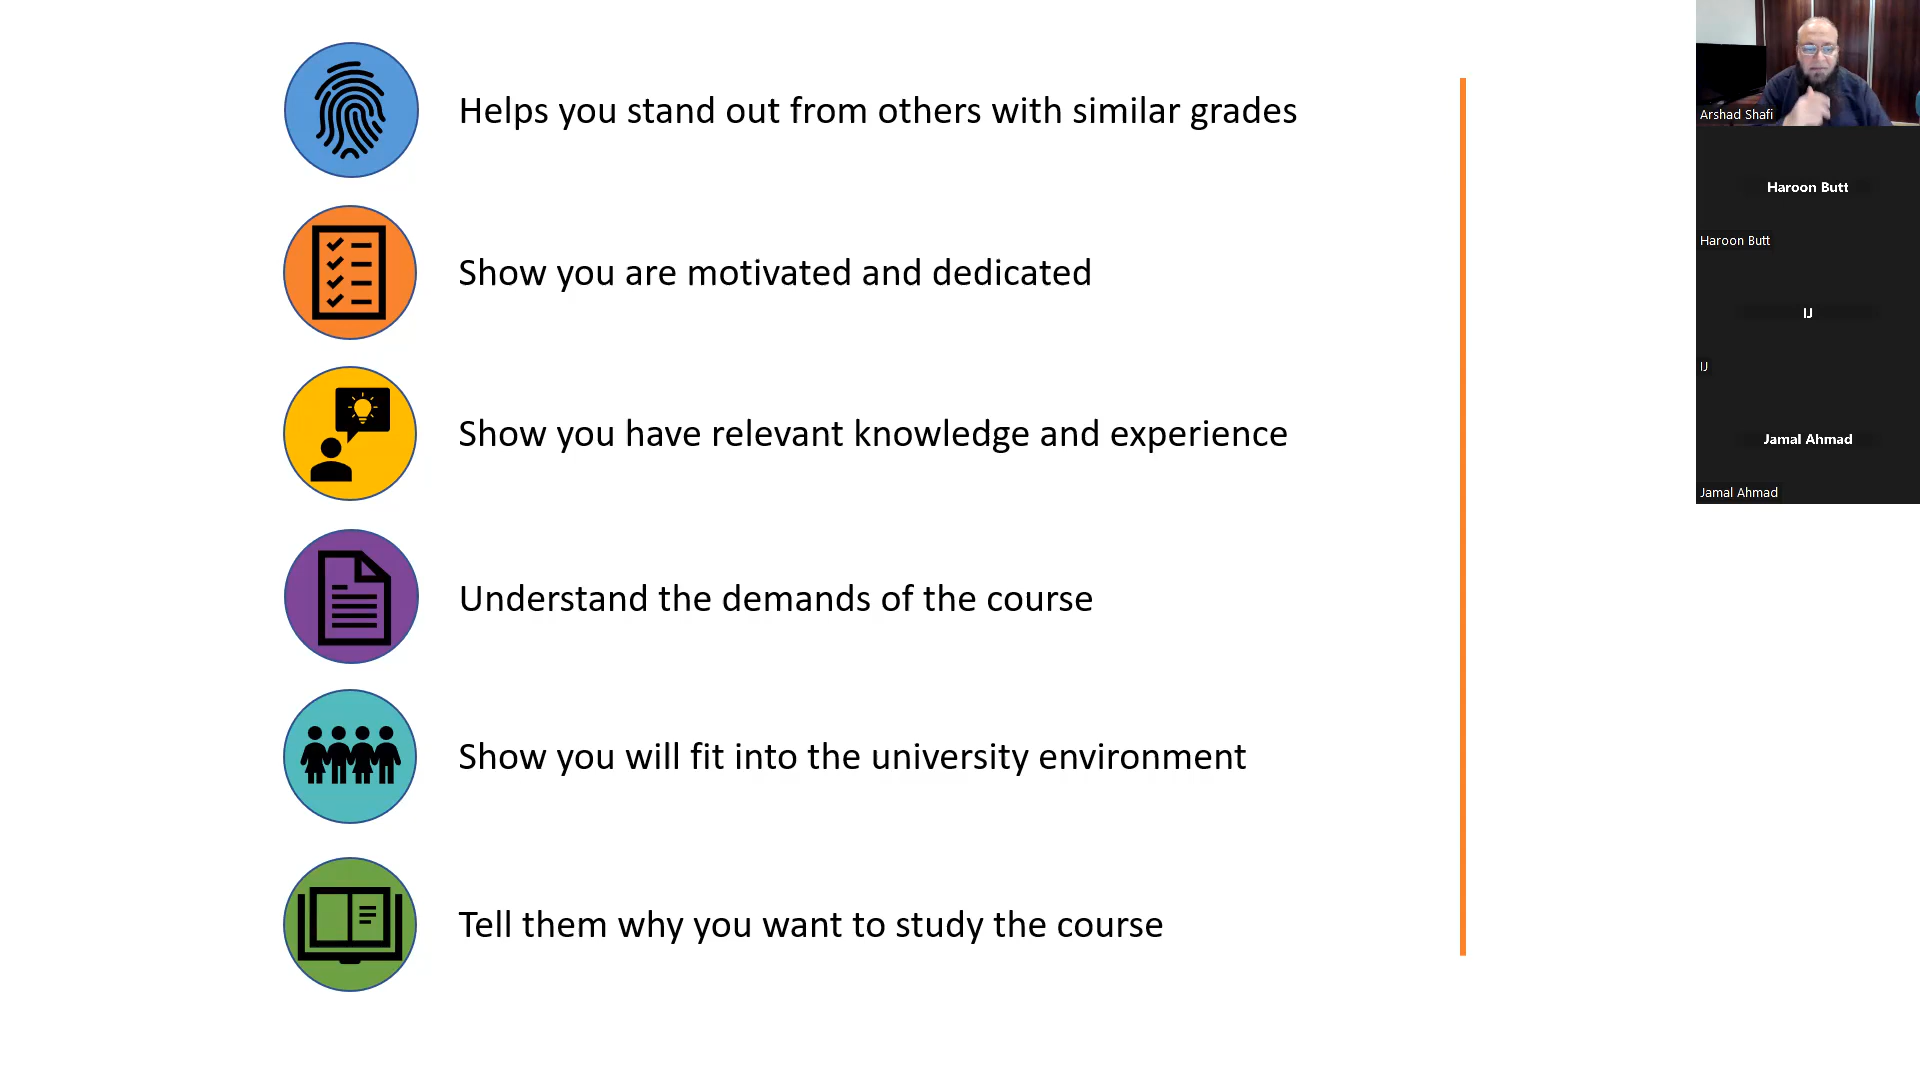 Helps you stand out from others with similar grades
Show you are motivated and dedicated
Show you have relevant knowledge and experience
Understand the demands of the course
Show you will fit into the university environment
Tell them why you want to study the course
Arshad Shafi
Haroon Butt
Haroon Butt
IJ
IJ
Jamal Ahmad
Jamal Ahmad